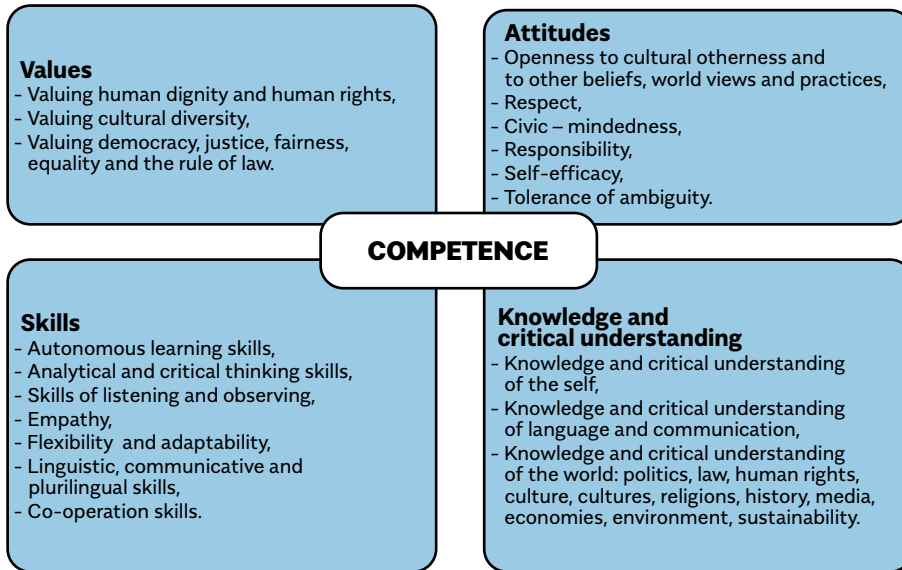 Values
- Valuing human dignity and human rights,
- Valuing cultural diversity,
- Valuing democracy, justice, fairness,
equality and the rule of law.
Attitudes
- Openness to cultural otherness and
to other beliefs, world views and practices,
- Respect,
- Civic – mindedness,
- Responsibility,
- Self-efficacy,
- Tolerance of ambiguity.
COMPETENCE
Skills
- Autonomous learning skills,
- Analytical and critical thinking skills,
- Skills of listening and observing,
- Empathy,
- Flexibility and adaptability,
- Linguistic, communicative and
plurilingual skills,
- Co-operation skills.
Knowledge and
critical understanding
- Knowledge and critical understanding
of the self,
- Knowledge and critical understanding
of language and communication,
- Knowledge and critical understanding
of the world: politics, law, human rights,
culture, cultures, religions, history, media,
economies, environment, sustainability.